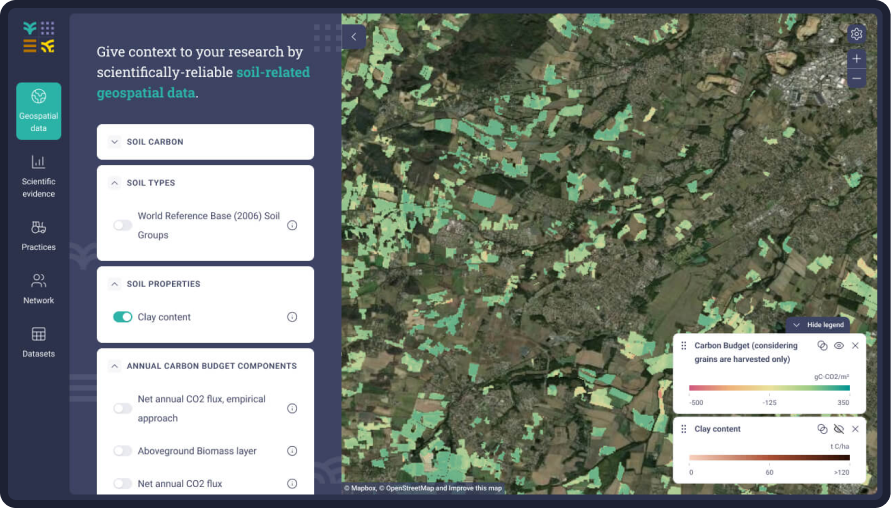 Give context to your research by
scientifically-reliable soil-related
geospatial data.
Geospatial
data
Scientific
evidence
Practices
Network
Datasets
SOIL CARBON
SOIL TYPES
World Reference Base (2006) Soil
Groups
SOIL PROPERTIES
Clay content
ANNUAL CARBON BUDGET COMPONENTS
Net annual CO2 flux, empirical
approach
Aboveground Biomass layer
Net annual CO2 flux
Hide legend
Carbon Budget (considering
grains are harvested only)
gC-CO2/m²
-500 -125 350
Clay content
t C/ha
0 60 >120
© Mapbox, © OpenStreetMap and Improve this map